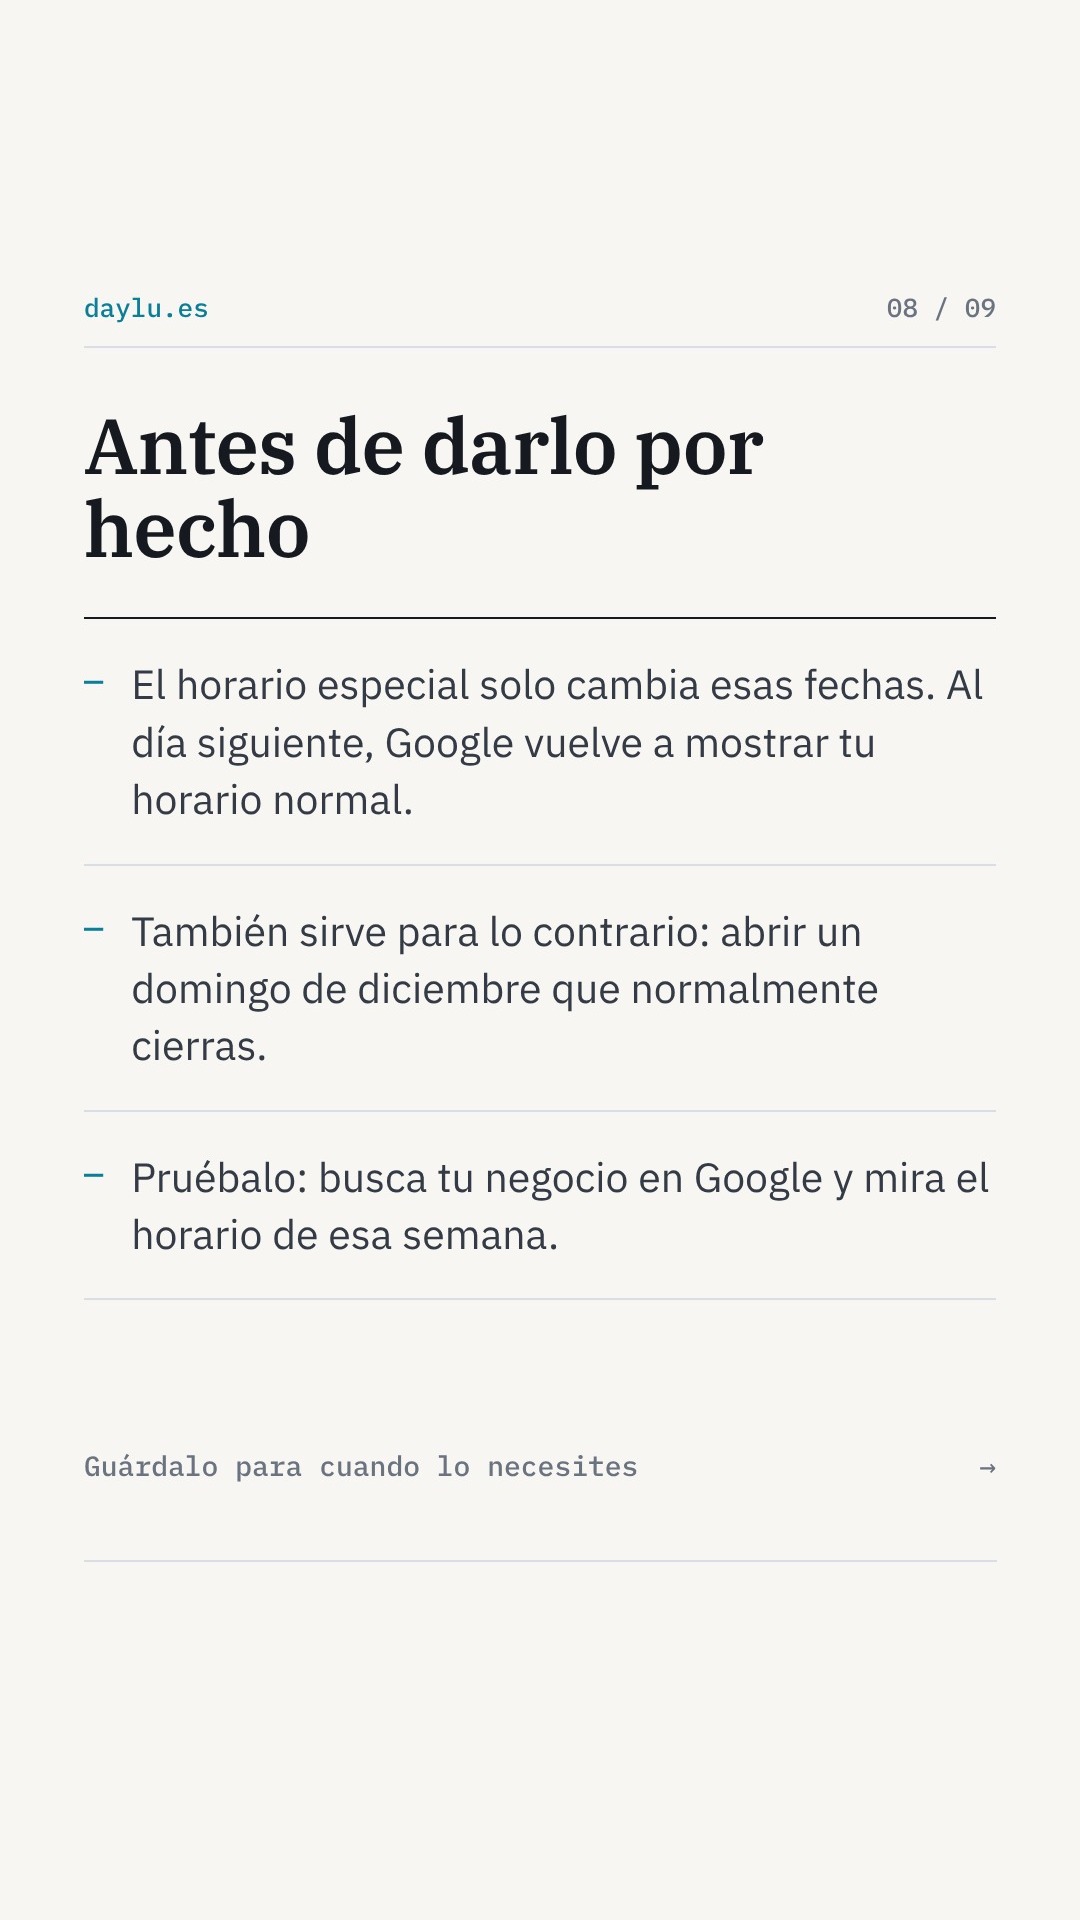 daylu.es
08 / 09
Antes de darlo por
hecho
– El horario especial solo cambia esas fechas. Al
día siguiente, Google vuelve a mostrar tu
horario normal.
– También sirve para lo contrario: abrir un
domingo de diciembre que normalmente
cierras.
– Pruébalo: busca tu negocio en Google y mira el
horario de esa semana.
Guárdalo para cuando lo necesites →